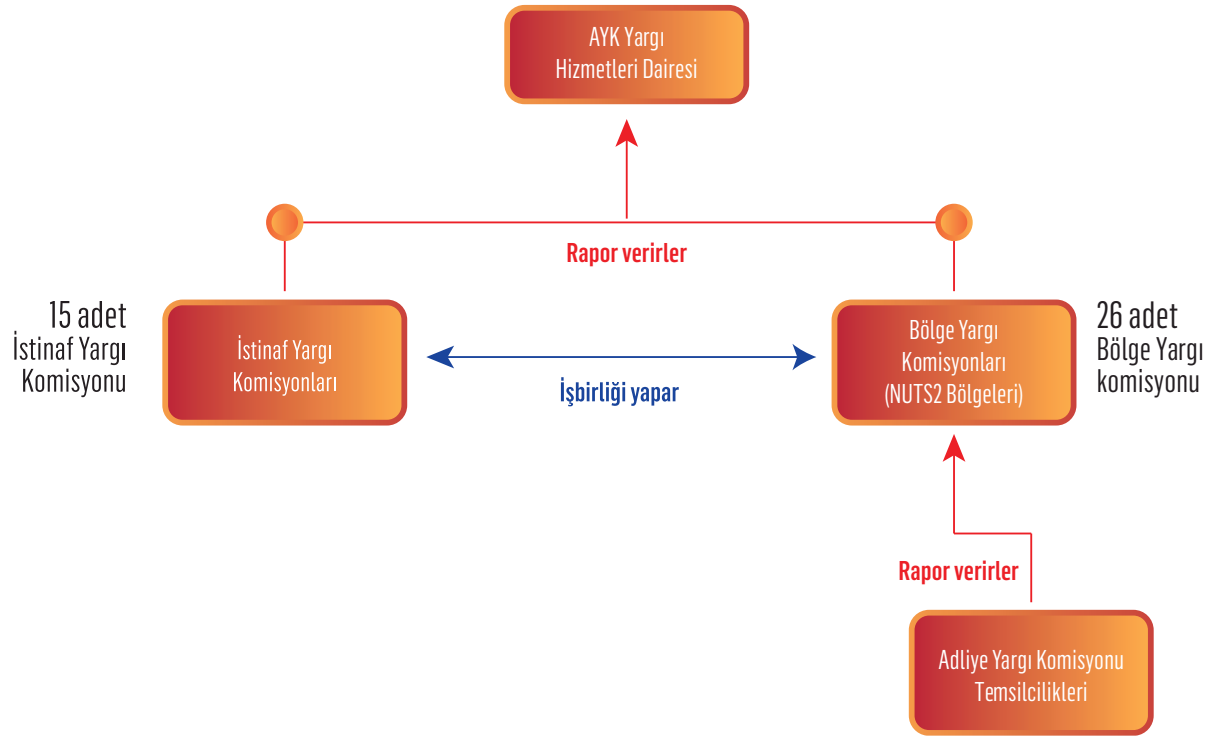 AYK Yargı
Hizmetleri Dairesi
Rapor verirler
15 adet
İstinaf Yargı
Komisyonu
İstinaf Yargı
Komisyonları
İşbirliği yapar
Bölge Yargı
Komisyonları
(NUTS2 Bölgeleri)
26 adet
Bölge Yargı
komisyonu
Rapor verirler
Adliye Yargı Komisyonu
Temsilcilikleri